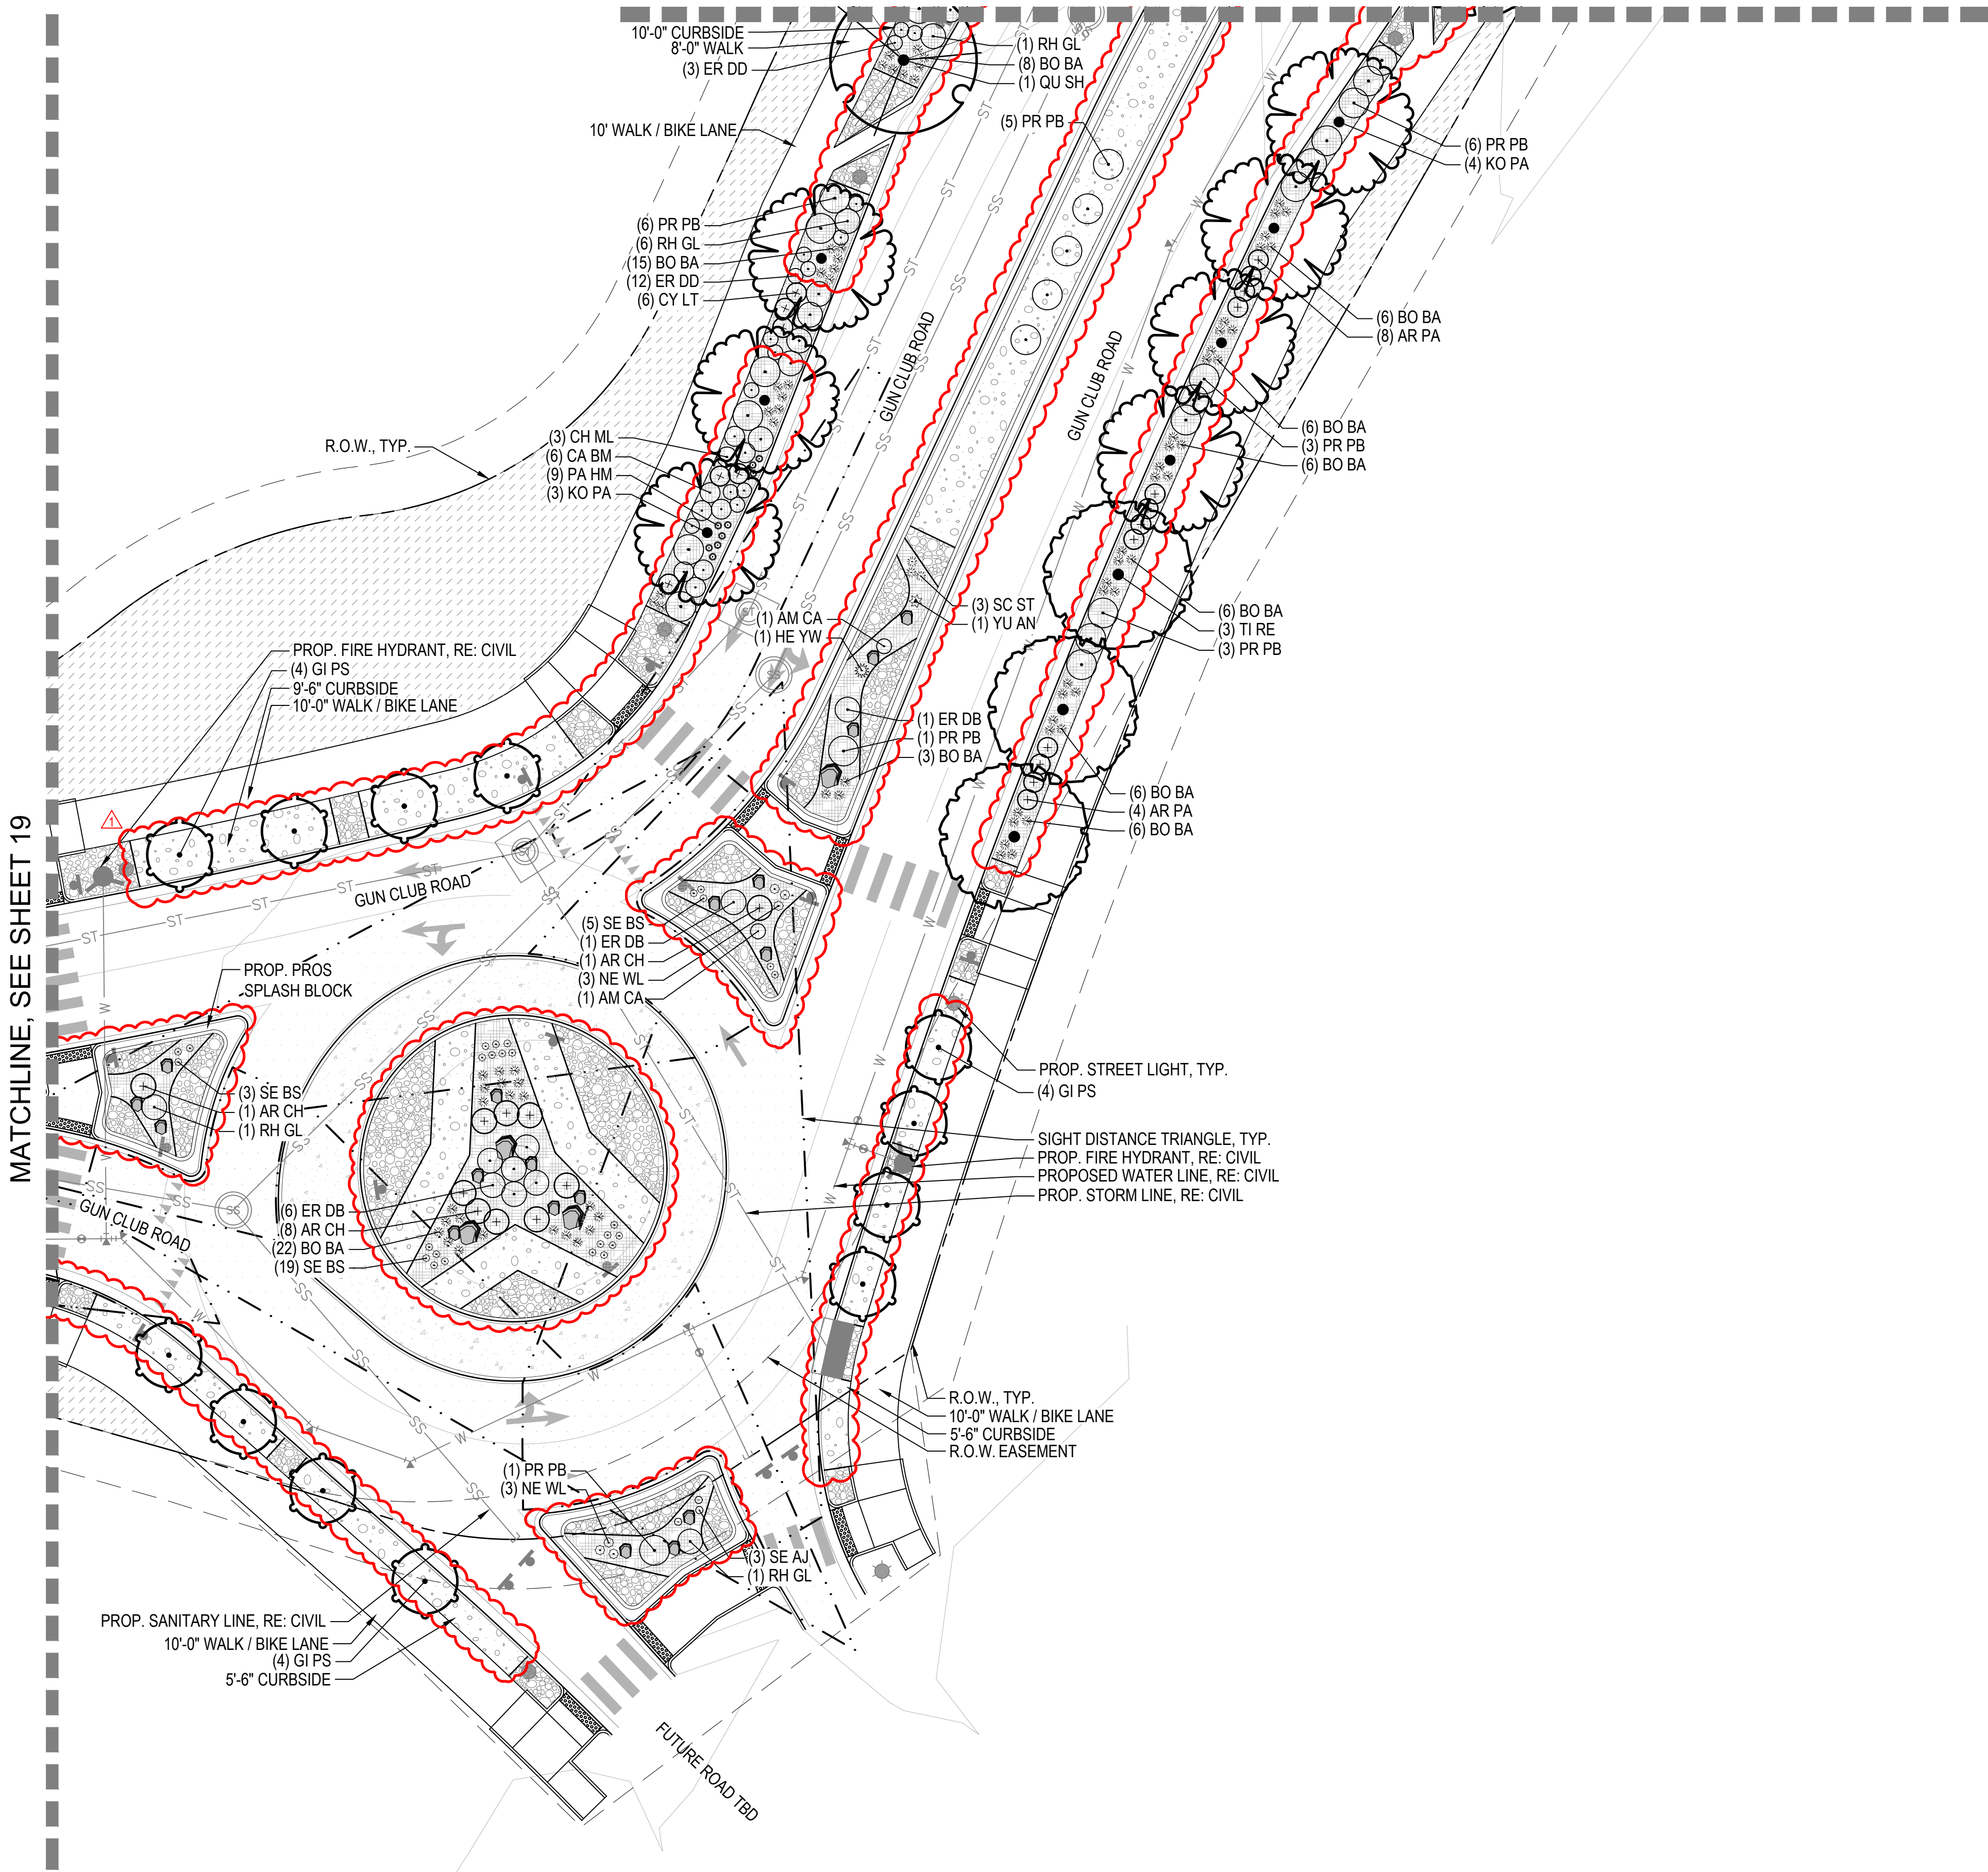 10'-0" CURBSIDE
8'-0" WALK
(3) ER DD
(1) RH GL
(8) BO BA
(1) QU SH
10' WALK / BIKE LANE
(5) PR PB
(6) PR PB
(4) KO PA
(6) PR PB
(6) RH GL
(15) BO BA
(12) ER DD
(6) CY LT
(6) BO BA
(8) AR PA
GUN CLUB ROAD
GUN CLUB ROAD
R.O.W., TYP.
(3) CH ML
(6) CA BM
(9) PA HM
(3) KO PA
(6) BO BA
(3) PR PB
(6) BO BA
(3) SC ST
(1) YU AN
(1) AM CA
(1) HE YW
(6) BO BA
(3) TI RE
(3) PR PB
PROP. FIRE HYDRANT, RE: CIVIL
(4) GI PS
9'-6" CURBSIDE
10'-0" WALK / BIKE LANE
(1) ER DB
(1) PR PB
(3) BO BA
(6) BO BA
(4) AR PA
(6) BO BA
1
MATCHLINE, SEE SHEET 19
GUN CLUB ROAD
(5) SE BS
(1) ER DB
(1) AR CH
(3) NE WL
(1) AM CA
PROP. PROS
SPLASH BLOCK
(3) SE BS
(1) AR CH
(1) RH GL
PROP. STREET LIGHT, TYP.
(4) GI PS
SIGHT DISTANCE TRIANGLE, TYP.
PROP. FIRE HYDRANT, RE: CIVIL
PROPOSED WATER LINE, RE: CIVIL
PROP. STORM LINE, RE: CIVIL
GUN CLUB ROAD
(6) ER DB
(8) AR CH
(22) BO BA
(19) SE BS
R.O.W., TYP.
10'-0" WALK / BIKE LANE
5'-6" CURBSIDE
R.O.W. EASEMENT
(1) PR PB
(3) NE WL
(3) SE AJ
(1) RH GL
PROP. SANITARY LINE, RE: CIVIL
10'-0" WALK / BIKE LANE
(4) GI PS
5'-6" CURBSIDE
FUTURE ROAD TBD
ST
ST
ST
ST
ST
ST
ST
SS
SS
SS
SS
SS
W
W
W
W